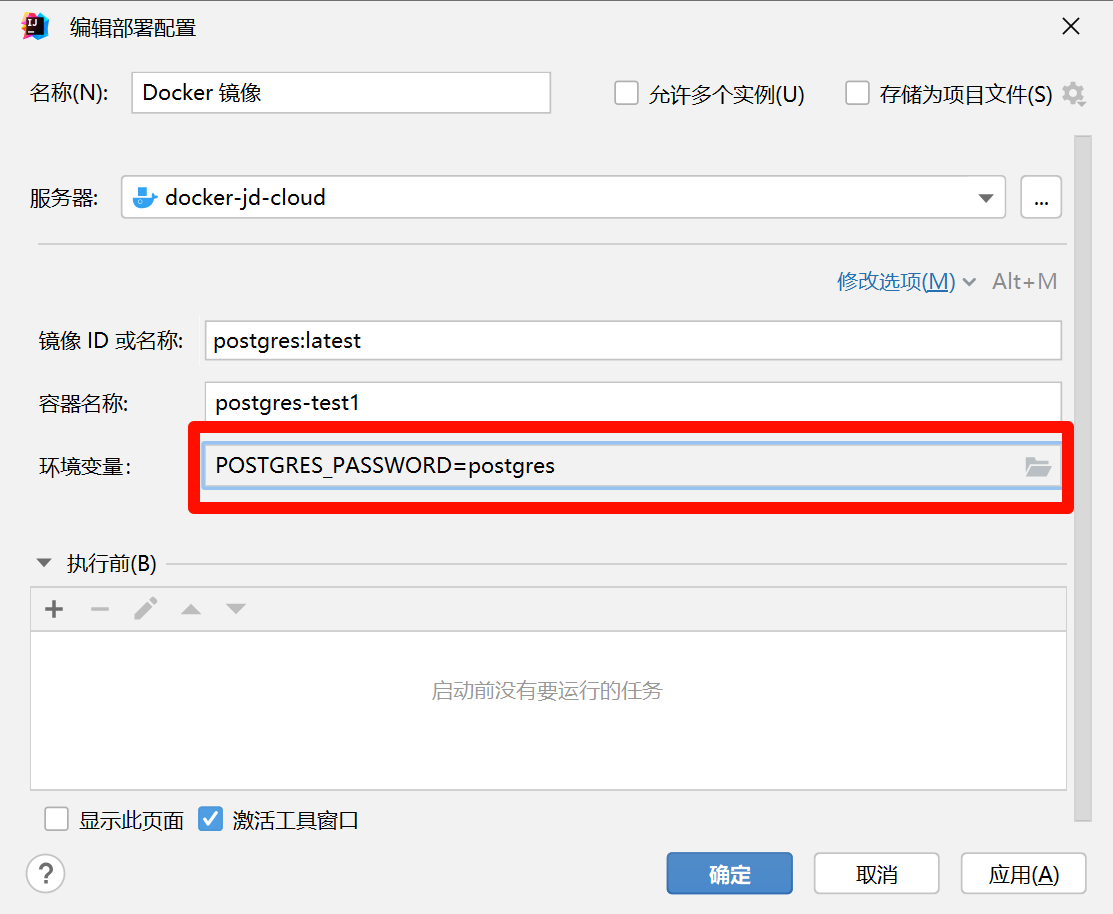 编辑部署配置
名称(N): Docker 镜像 允许多个实例(U) 存储为项目文件(S)
服务器: docker-jd-cloud ...
修改选项(M) Alt+M
镜像 ID 或名称: postgres:latest
容器名称: postgres-test1
环境变量: POSTGRES_PASSWORD=postgres
执行前(B)
启动前没有要运行的任务
显示此页面 激活工具窗口
? 确定 取消 应用(A)